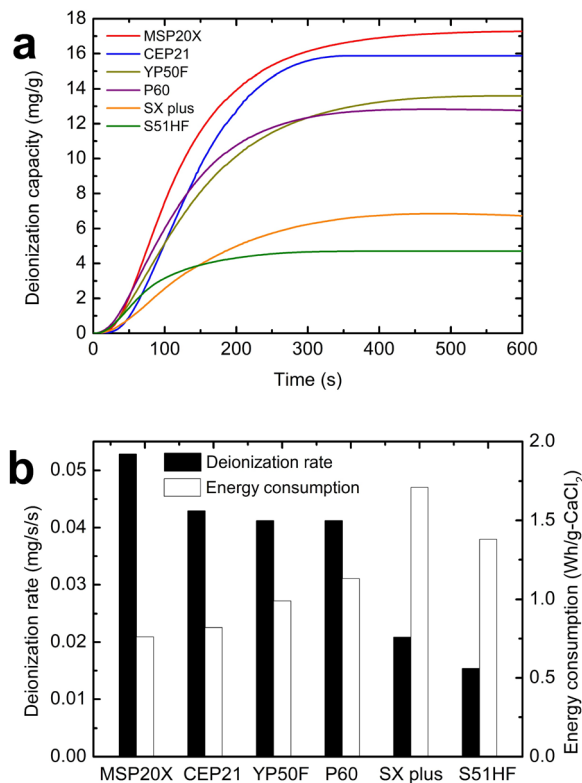 a
18
16
14
12
10
8
6
4
2
0
Deionization capacity (mg/g)
MSP20X
CEP21
YP50F
P60
SX plus
S51HF
0 100 200 300 400 500 600
Time (s)
b
0.05
0.04
0.03
0.02
0.01
0.00
Deionization rate (mg/s/s)
Deionization rate
Energy consumption
2.0
1.5
1.0
0.5
0.0
Energy consumption (Wh/g-CaCl₂)
MSP20X CEP21 YP50F P60 SX plus S51HF